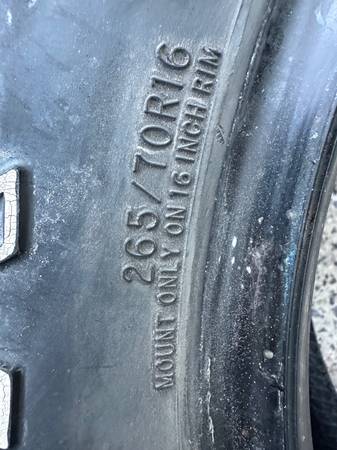 265/70R16
MOUNT ONLY ON 16 INCH RIM